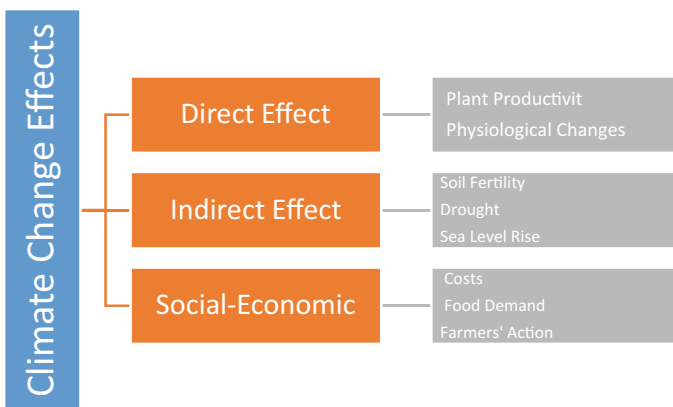 Climate Change Effects
Direct Effect
Plant Productivit
Physiological Changes
Indirect Effect
Soil Fertility
Drought
Sea Level Rise
Social-Economic
Costs
Food Demand
Farmers' Action